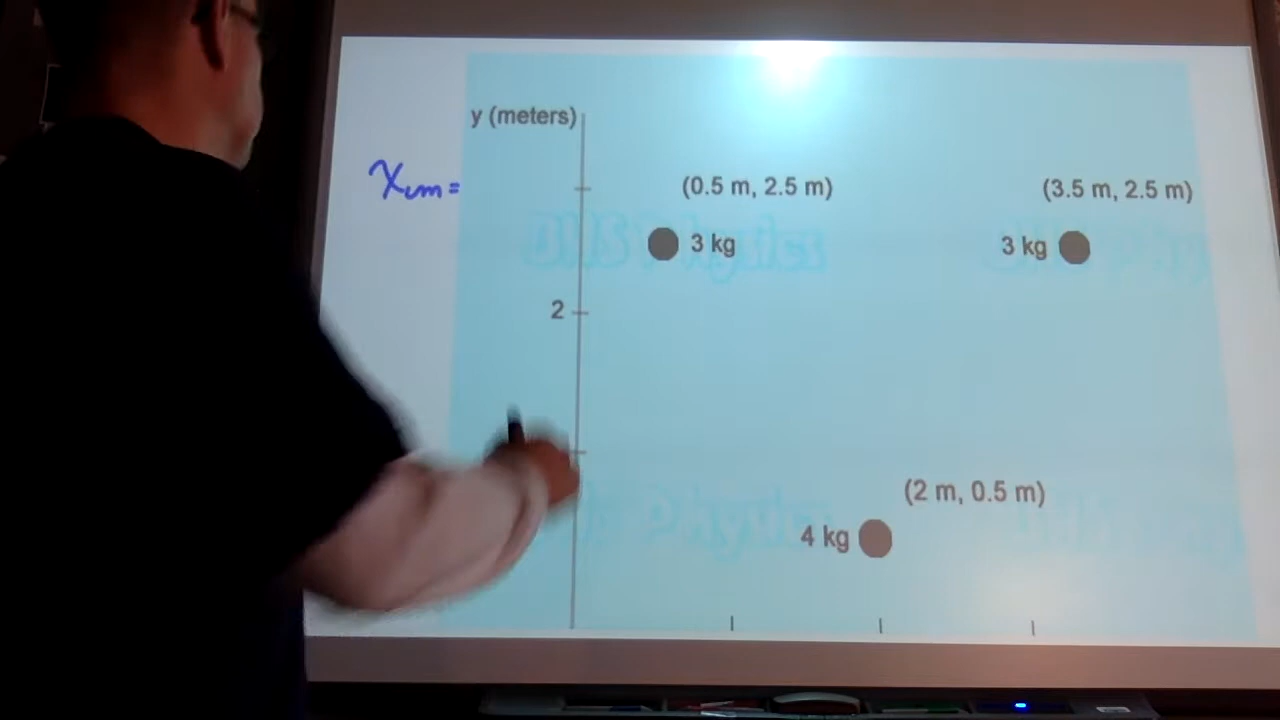 y (meters)
Xcm=
(0.5 m, 2.5 m)
(3.5 m, 2.5 m)
3 kg
3 kg
2
(2 m, 0.5 m)
4 kg